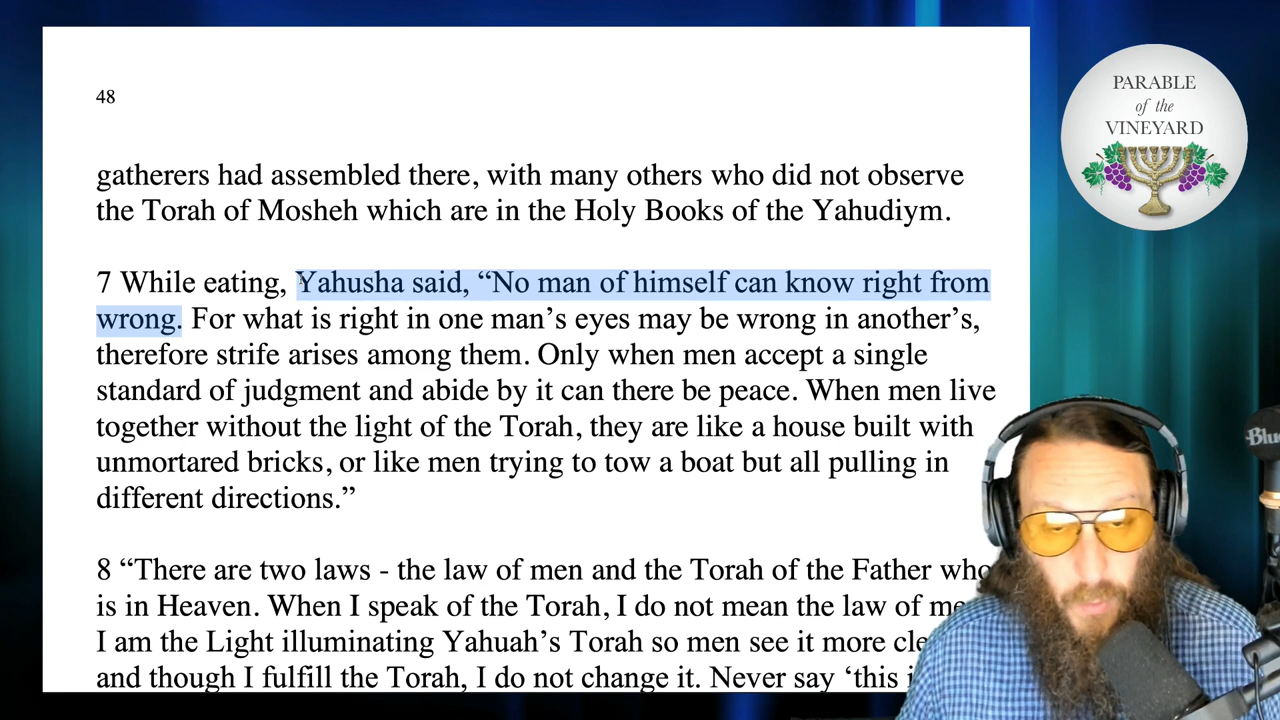 48
gatherers had assembled there, with many others who did not observe
the Torah of Mosheh which are in the Holy Books of the Yahudiym.
7 While eating, Yahusha said, “No man of himself can know right from
wrong. For what is right in one man’s eyes may be wrong in another’s,
therefore strife arises among them. Only when men accept a single
standard of judgment and abide by it can there be peace. When men live
together without the light of the Torah, they are like a house built with
unmortared bricks, or like men trying to tow a boat but all pulling in
different directions.”
8 “There are two laws - the law of men and the Torah of the Father who
is in Heaven. When I speak of the Torah, I do not mean the law of
I am the Light illuminating Yahuah’s Torah so men see it more
and though I fulfill the Torah, I do not change it. Never say ‘this
PARABLE
of the
VINEYARD
Blue